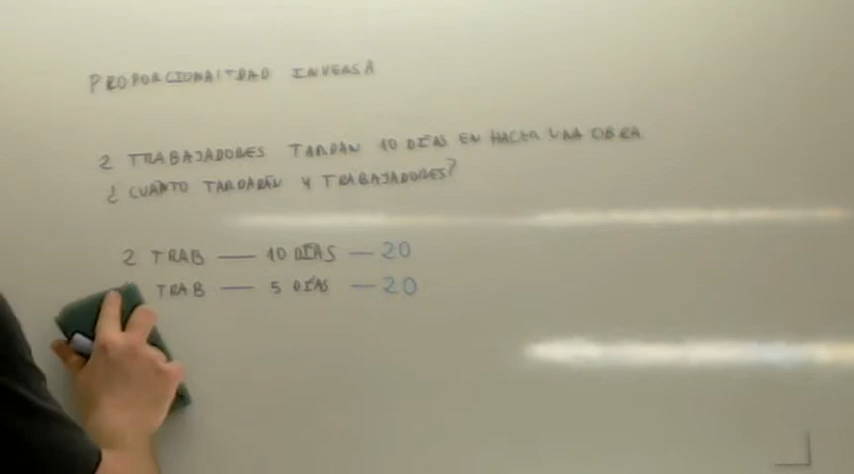 PROPORCIONALIDAD INVERSA
2 TRABAJADORES TARDAN 10 DÍAS EN HACER UNA OBRA
¿CUÁNTO TARDARÁN 4 TRABAJADORES?
2 TRAB — 10 DÍAS — 20
TRAB — 5 DÍAS — 20